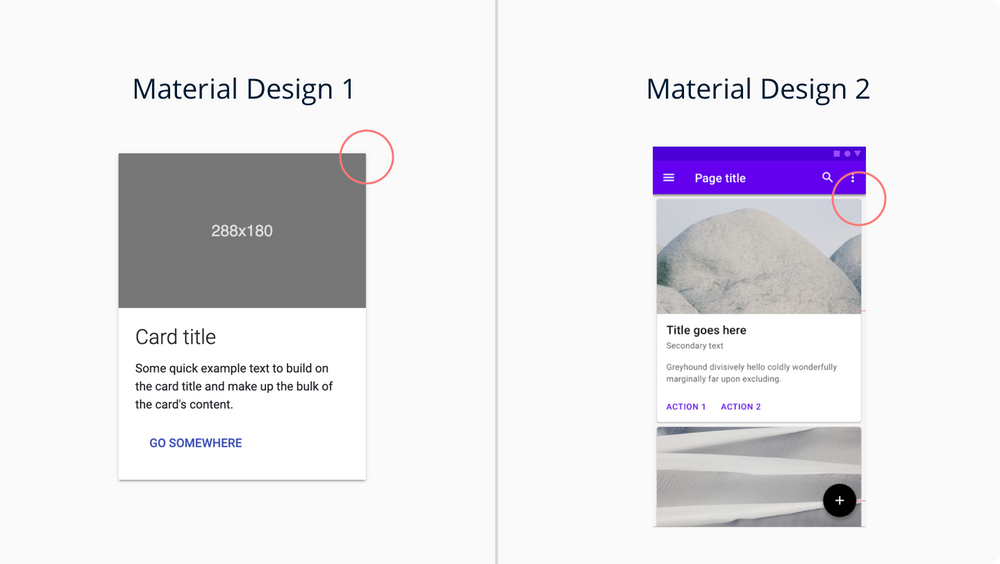 Material Design 1
288x180
Card title
Some quick example text to build on
the card title and make up the bulk of
the card's content.
GO SOMEWHERE
Material Design 2
Page title
Title goes here
Secondary text
Greyhound divisively hello coldly wonderfully
marginally far upon excluding.
ACTION 1 ACTION 2